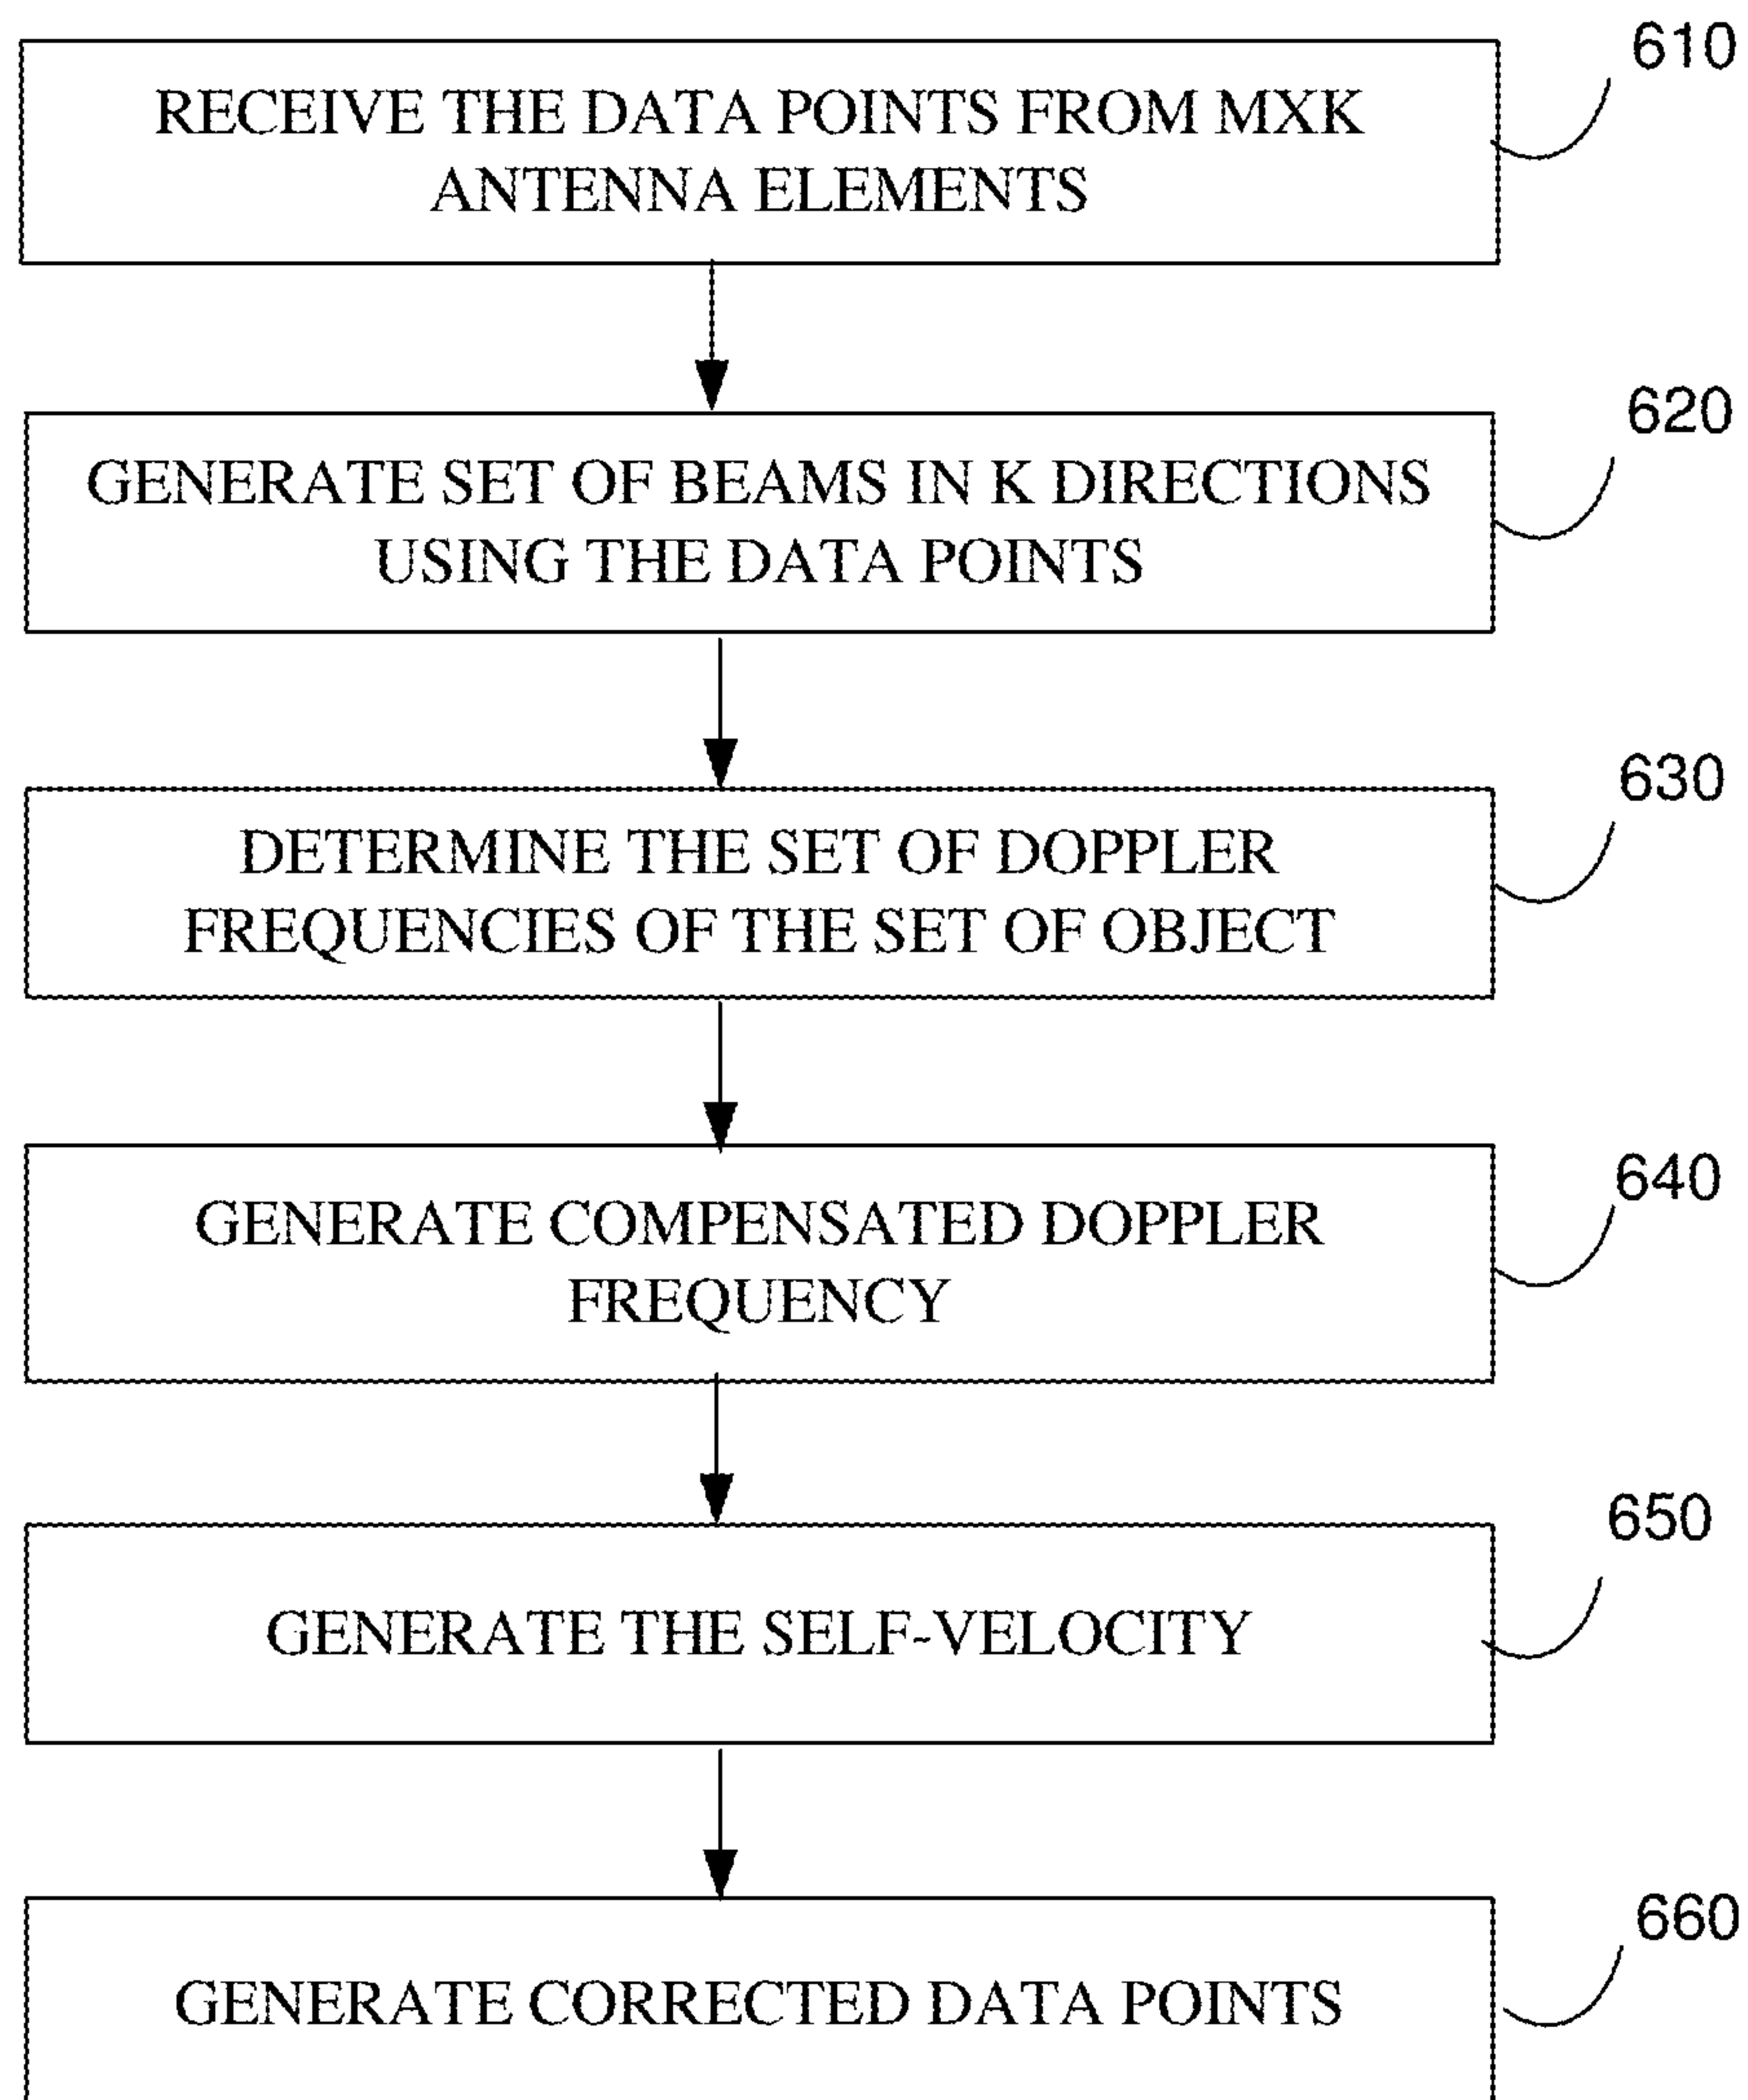 610
RECEIVE THE DATA POINTS FROM MXK
ANTENNA ELEMENTS
620
GENERATE SET OF BEAMS IN K DIRECTIONS
USING THE DATA POINTS
630
DETERMINE THE SET OF DOPPLER
FREQUENCIES OF THE SET OF OBJECT
640
GENERATE COMPENSATED DOPPLER
FREQUENCY
650
GENERATE THE SELF-VELOCITY
660
GENERATE CORRECTED DATA POINTS